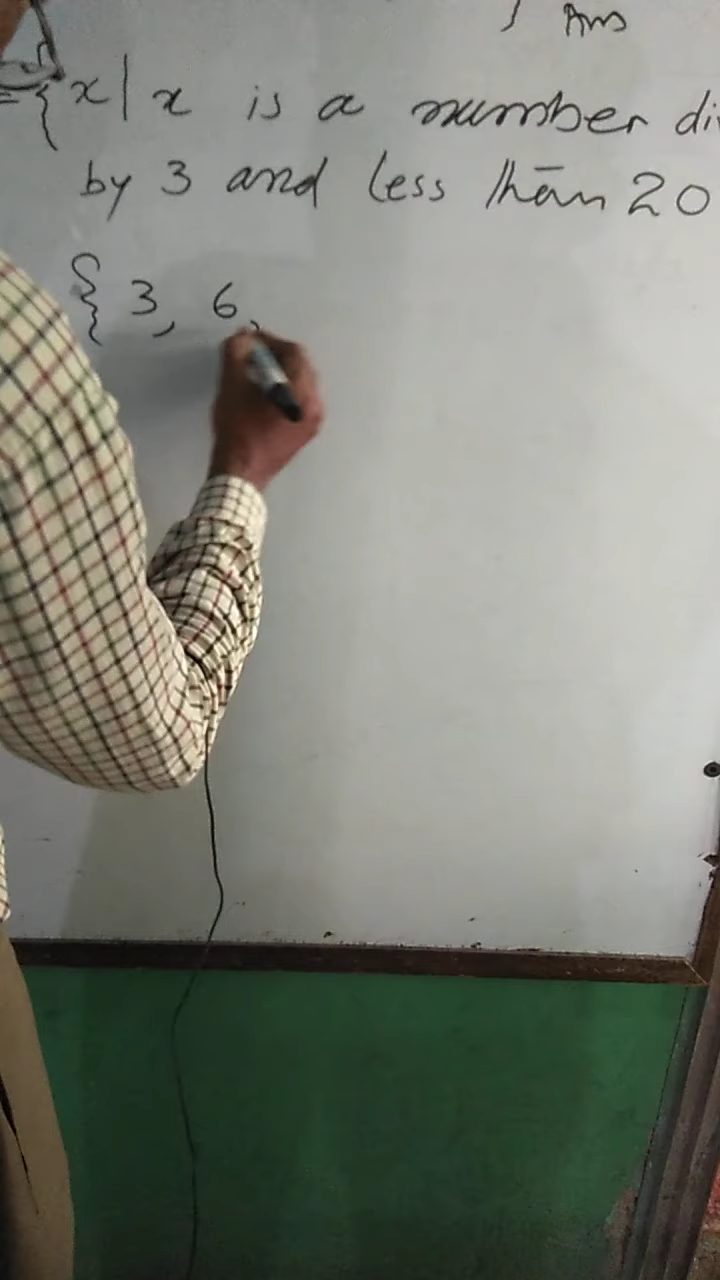 } Ans
={x|x is a number di
by 3 and less than 20
{ 3, 6,